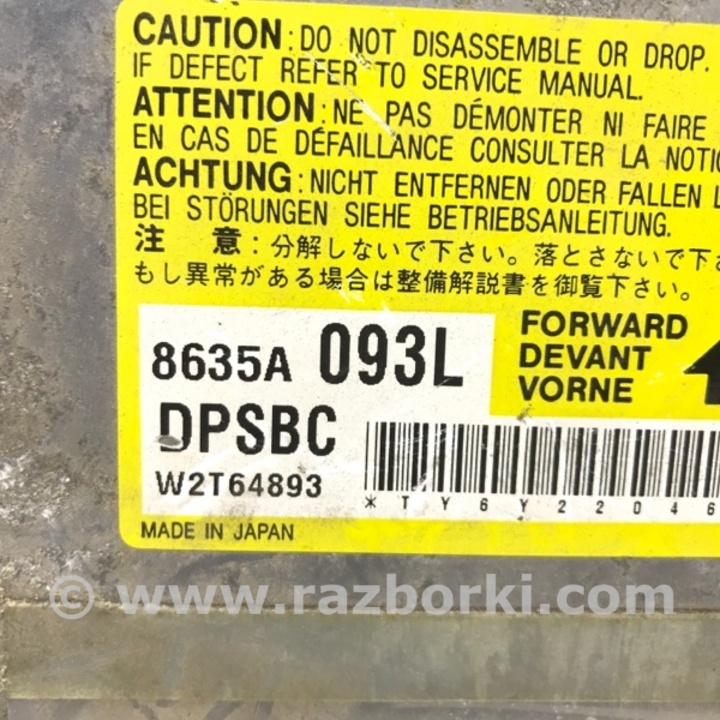 CAUTION : DO NOT DISASSEMBLE OR DROP.
IF DEFECT REFER TO SERVICE MANUAL.
ATTENTION : NE PAS DÉMONTER NI FAIRE
EN CAS DE DÉFAILLANCE CONSULTER LA NOTIC
ACHTUNG : NICHT ENTFERNEN ODER FALLEN L
BEI STÖRUNGEN SIEHE BETRIEBSANLEITUNG.
注 意 : 分解しないで下さい。落とさないで下さ
もし異常がある場合は整備解説書を御覧下さい。
8635A 093L
DPSBC
W2T64893
FORWARD
DEVANT
VORNE
*TY6Y22046
MADE IN JAPAN
© www.razborki.com